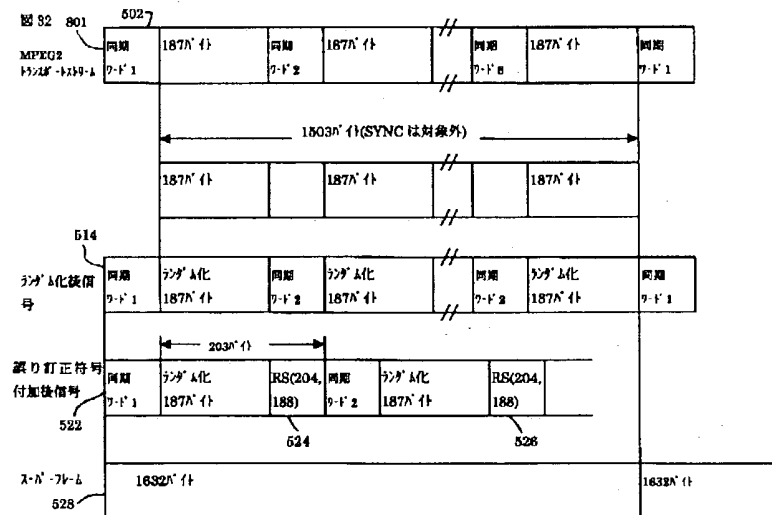 図 32
801
502
MPEG2
トランスポートストリーム
同期
ワード 1
187バイト
同期
ワード 2
187バイト
同期
ワード 8
187バイト
同期
ワード 1
1503バイト(SYNC は対象外)
187バイト
187バイト
187バイト
514
ランダム化後信
号
同期
ワード 1
ランダム化
187バイト
同期
ワード 2
ランダム化
187バイト
同期
ワード 2
ランダム化
187バイト
同期
ワード 1
203バイト
誤り訂正符号
付加後信号
522
同期
ワード 1
ランダム化
187バイト
RS(204,
188)
同期
ワード 2
ランダム化
187バイト
RS(204,
188)
524
526
スーパーフレーム
528
1632バイト
1632バイト